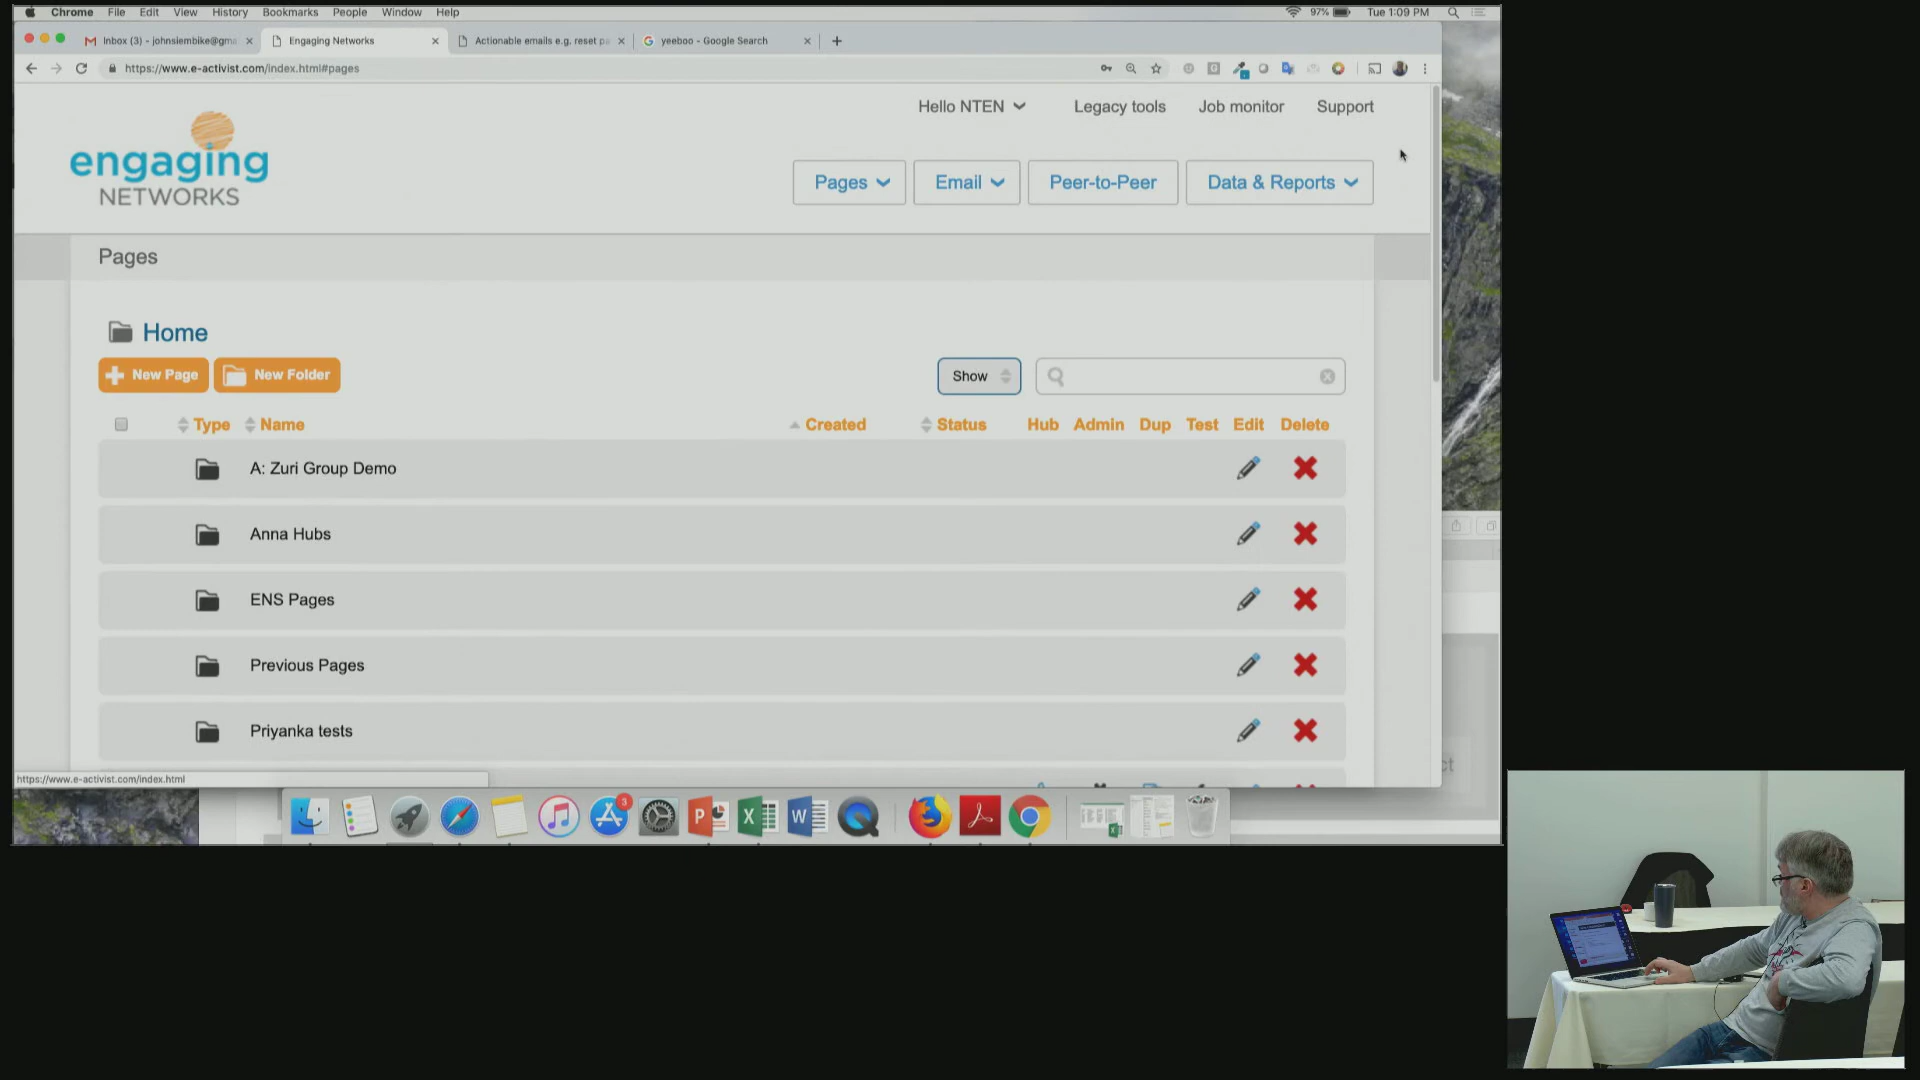 Chrome File Edit View History Bookmarks People Window Help 97% Tue 1:09 PM
Inbox (3) - johnsiembike@gma Engaging Networks Actionable emails e.g. reset pa yeeboo - Google Search
https://www.e-activist.com/index.html#pages
Hello NTEN Legacy tools Job monitor Support
engaging
NETWORKS
Pages Email Peer-to-Peer Data & Reports
Pages
Home
New Page New Folder Show
Type Name Created Status Hub Admin Dup Test Edit Delete
A: Zuri Group Demo
Anna Hubs
ENS Pages
Previous Pages
Priyanka tests
https://www.e-activist.com/index.html
3